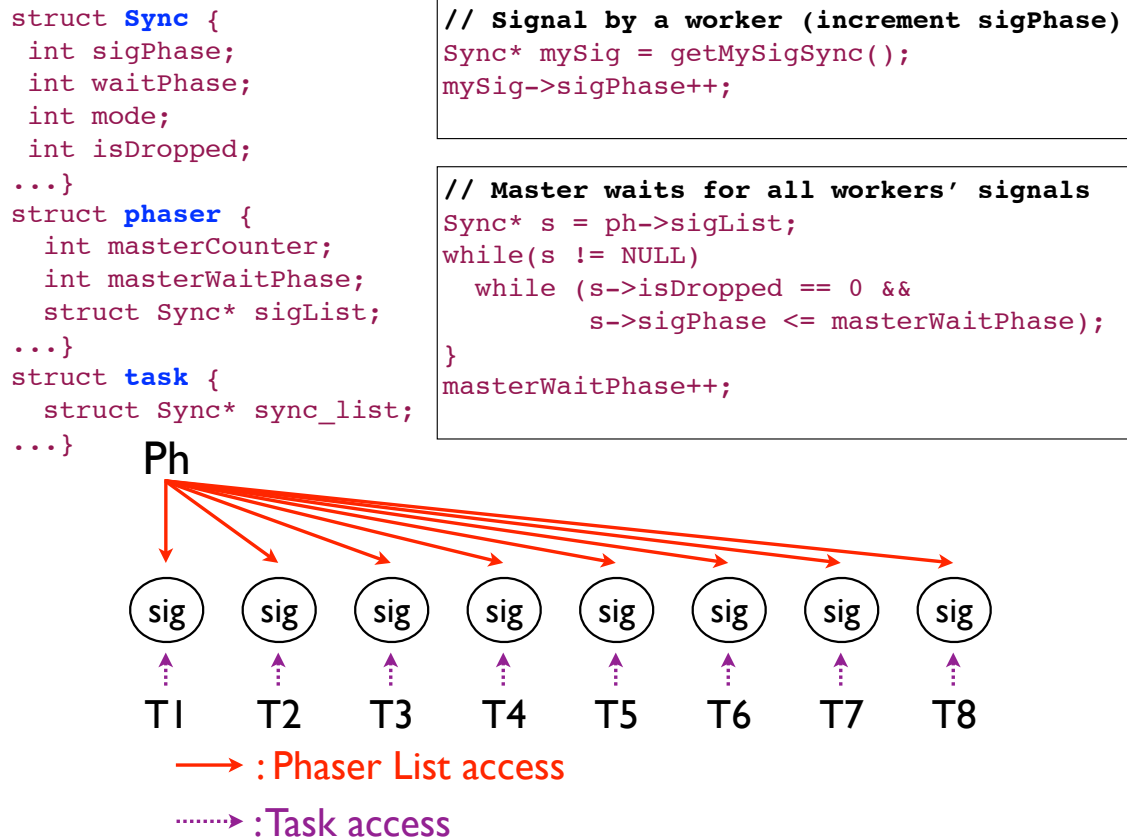 struct Sync {
 int sigPhase;
 int waitPhase;
 int mode;
 int isDropped;
...}
struct phaser {
  int masterCounter;
  int masterWaitPhase;
  struct Sync* sigList;
...}
struct task {
  struct Sync* sync_list;
...}
// Signal by a worker (increment sigPhase)
Sync* mySig = getMySigSync();
mySig->sigPhase++;
// Master waits for all workers’ signals
Sync* s = ph->sigList;
while(s != NULL)
  while (s->isDropped == 0 &&
         s->sigPhase <= masterWaitPhase);
}
masterWaitPhase++;
Ph
sig sig sig sig sig sig sig sig
T1 T2 T3 T4 T5 T6 T7 T8
: Phaser List access
: Task access